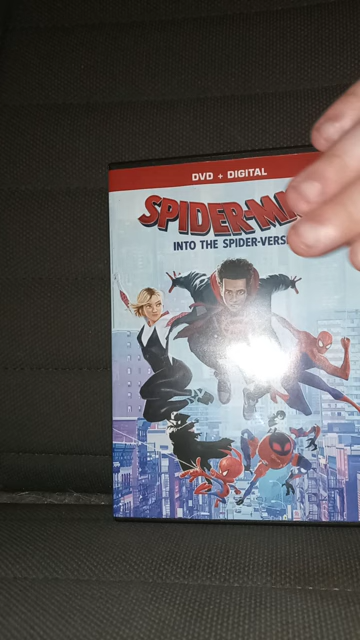 DVD + DIGITAL
SPIDER-MA
INTO THE SPIDER-VERS